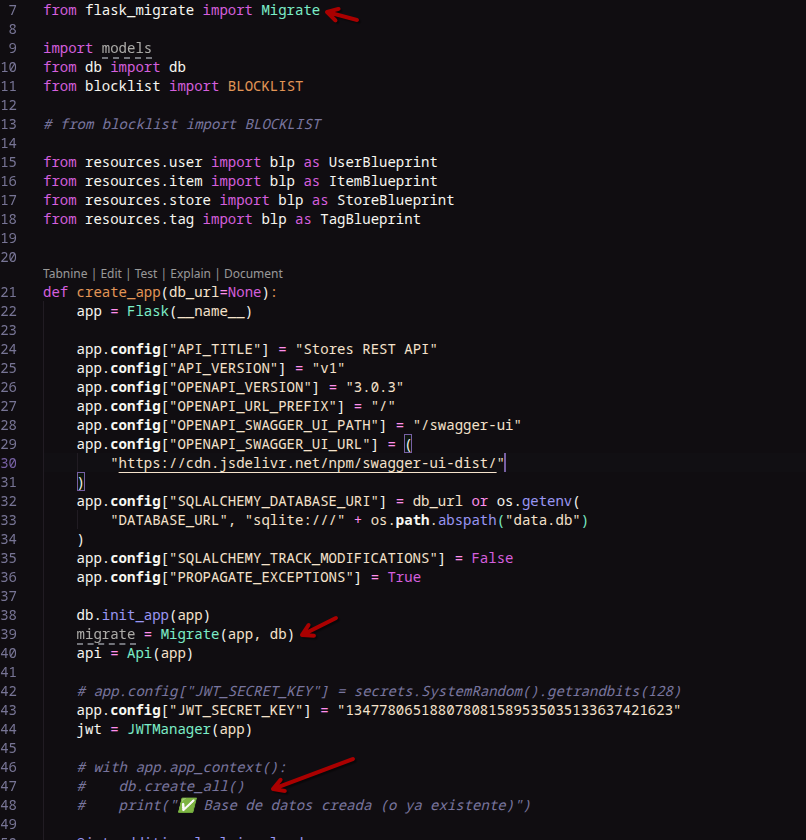 7 from flask_migrate import Migrate
8
9 import models
10 from db import db
11 from blocklist import BLOCKLIST
12
13 # from blocklist import BLOCKLIST
14
15 from resources.user import blp as UserBlueprint
16 from resources.item import blp as ItemBlueprint
17 from resources.store import blp as StoreBlueprint
18 from resources.tag import blp as TagBlueprint
19
20
Tabnine | Edit | Test | Explain | Document
21 def create_app(db_url=None):
22     app = Flask(__name__)
23
24     app.config["API_TITLE"] = "Stores REST API"
25     app.config["API_VERSION"] = "v1"
26     app.config["OPENAPI_VERSION"] = "3.0.3"
27     app.config["OPENAPI_URL_PREFIX"] = "/"
28     app.config["OPENAPI_SWAGGER_UI_PATH"] = "/swagger-ui"
29     app.config["OPENAPI_SWAGGER_UI_URL"] = (
30         "https://cdn.jsdelivr.net/npm/swagger-ui-dist/"
31     )
32     app.config["SQLALCHEMY_DATABASE_URI"] = db_url or os.getenv(
33         "DATABASE_URL", "sqlite:///" + os.path.abspath("data.db")
34     )
35     app.config["SQLALCHEMY_TRACK_MODIFICATIONS"] = False
36     app.config["PROPAGATE_EXCEPTIONS"] = True
37
38     db.init_app(app)
39     migrate = Migrate(app, db)
40     api = Api(app)
41
42     # app.config["JWT_SECRET_KEY"] = secrets.SystemRandom().getrandbits(128)
43     app.config["JWT_SECRET_KEY"] = "134778065188078081589535035133637421623"
44     jwt = JWTManager(app)
45
46     # with app.app_context():
47     #    db.create_all()
48     #    print("✅ Base de datos creada (o ya existente)")
49